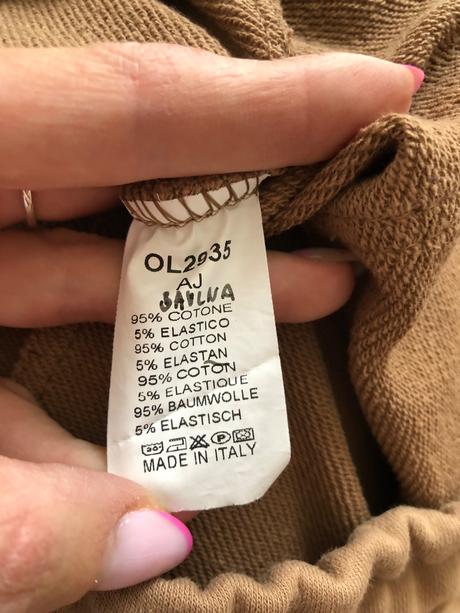 OL2935
AJ
95% COTONE
5% ELASTICO
95% COTTON
5% ELASTAN
95% COTON
5% ELASTIQUE
95% BAUMWOLLE
5% ELASTISCH
MADE IN ITALY